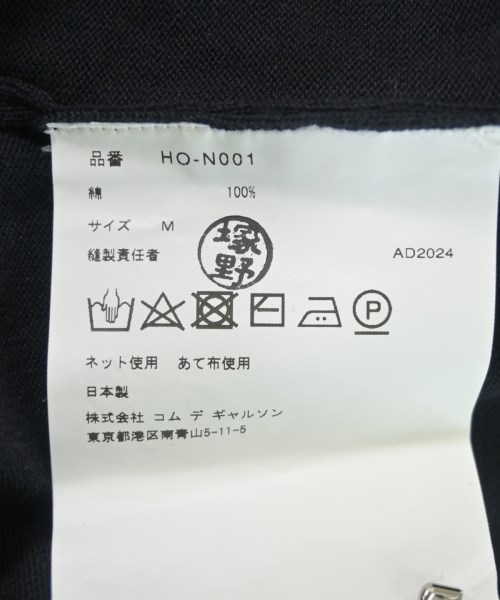 品番 HO-N001
綿 100%
サイズ M
塚野
縫製責任者 AD2024
P
ネット使用 あて布使用
日本製
株式会社 コム デ ギャルソン
東京都港区南青山5-11-5